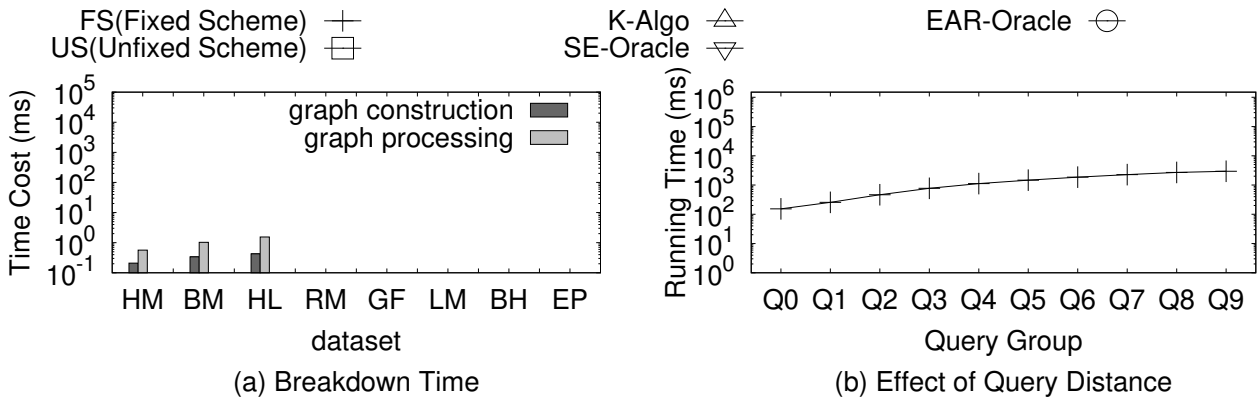 FS(Fixed Scheme)
US(Unfixed Scheme)
K-Algo
SE-Oracle
EAR-Oracle
Time Cost (ms)
10^5
10^4
10^3
10^2
10^1
10^0
10^-1
graph construction
graph processing
HM BM HL RM GF LM BH EP
dataset
(a) Breakdown Time
Running Time (ms)
10^6
10^5
10^4
10^3
10^2
10^1
10^0
Q0 Q1 Q2 Q3 Q4 Q5 Q6 Q7 Q8 Q9
Query Group
(b) Effect of Query Distance